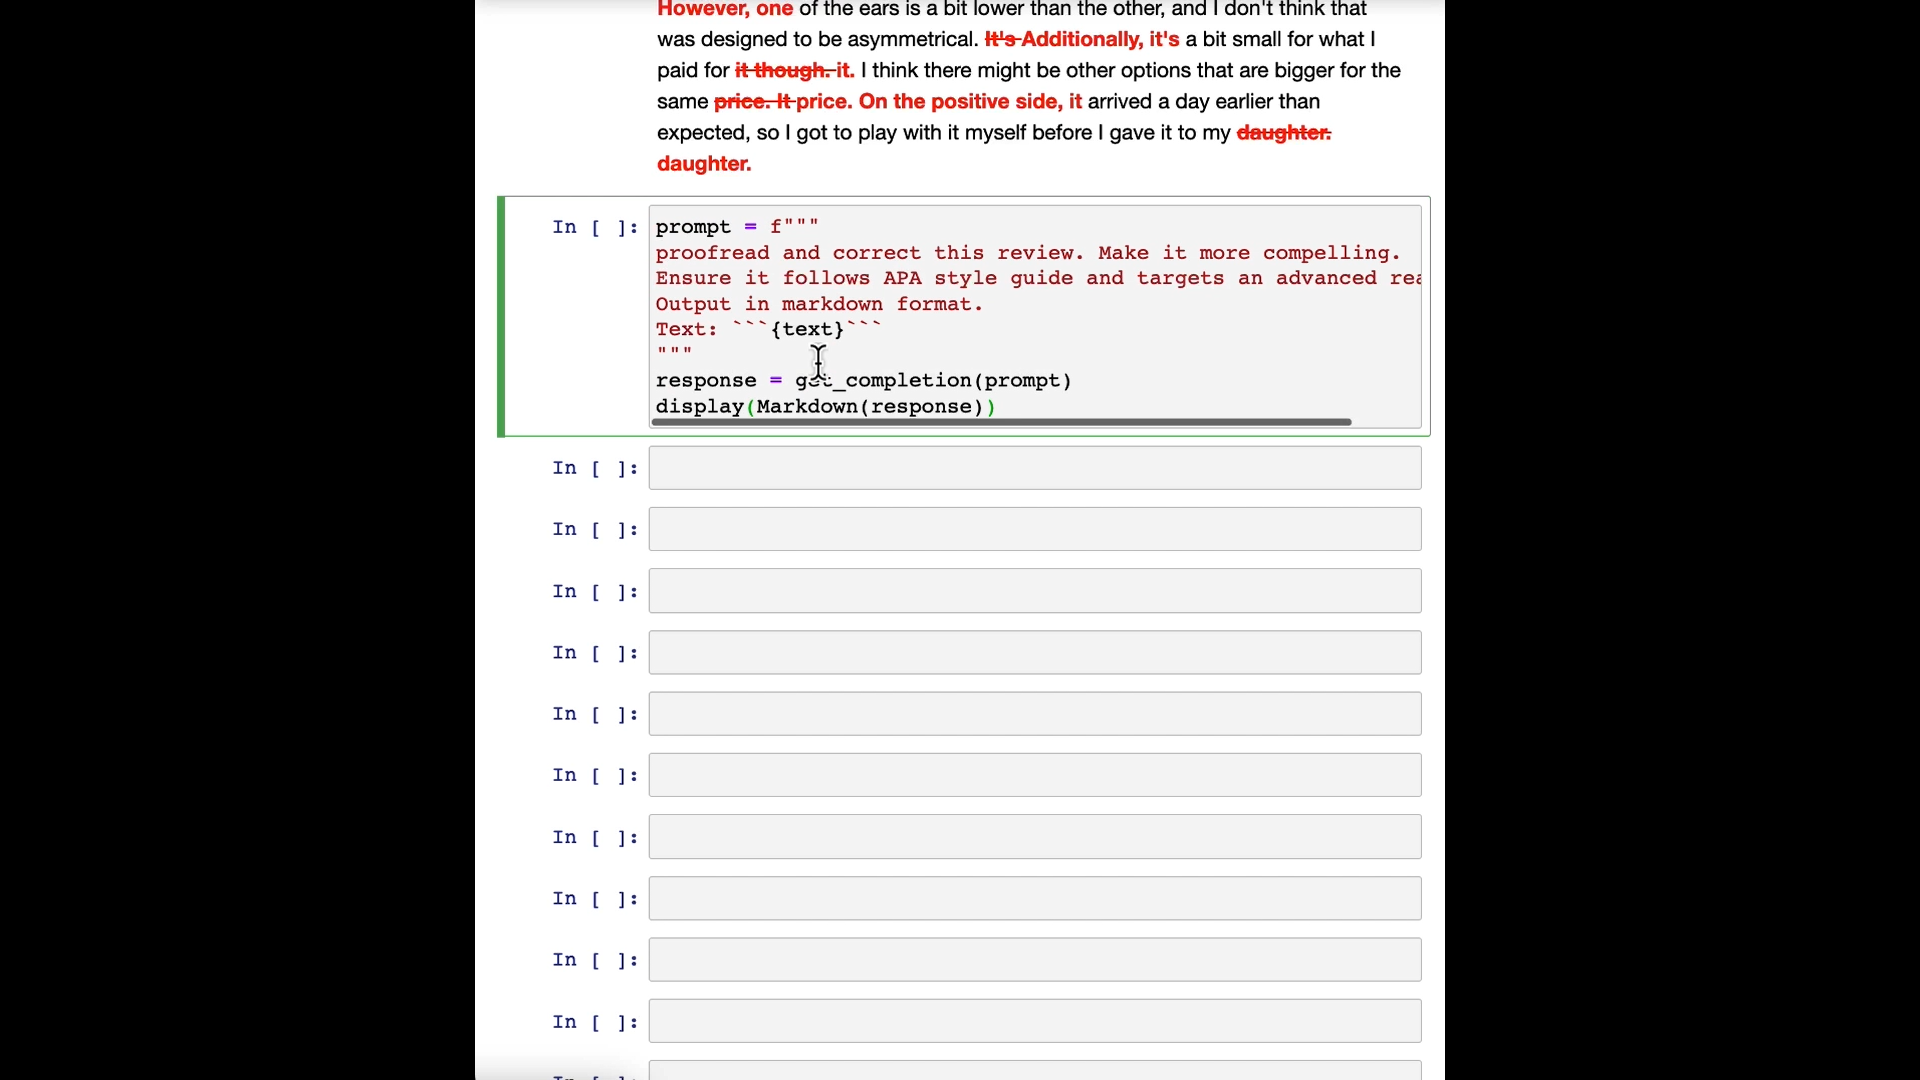 However, one of the ears is a bit lower than the other, and I don't think that
was designed to be asymmetrical. It's Additionally, it's a bit small for what I
paid for it though. it. I think there might be other options that are bigger for the
same price. It price. On the positive side, it arrived a day earlier than
expected, so I got to play with it myself before I gave it to my daughter.
daughter.
In [ ]: prompt = f"""
proofread and correct this review. Make it more compelling.
Ensure it follows APA style guide and targets an advanced rea
Output in markdown format.
Text: ```{text}```
"""
response = get_completion(prompt)
display(Markdown(response))
In [ ]:
In [ ]:
In [ ]:
In [ ]:
In [ ]:
In [ ]:
In [ ]:
In [ ]:
In [ ]:
In [ ]: